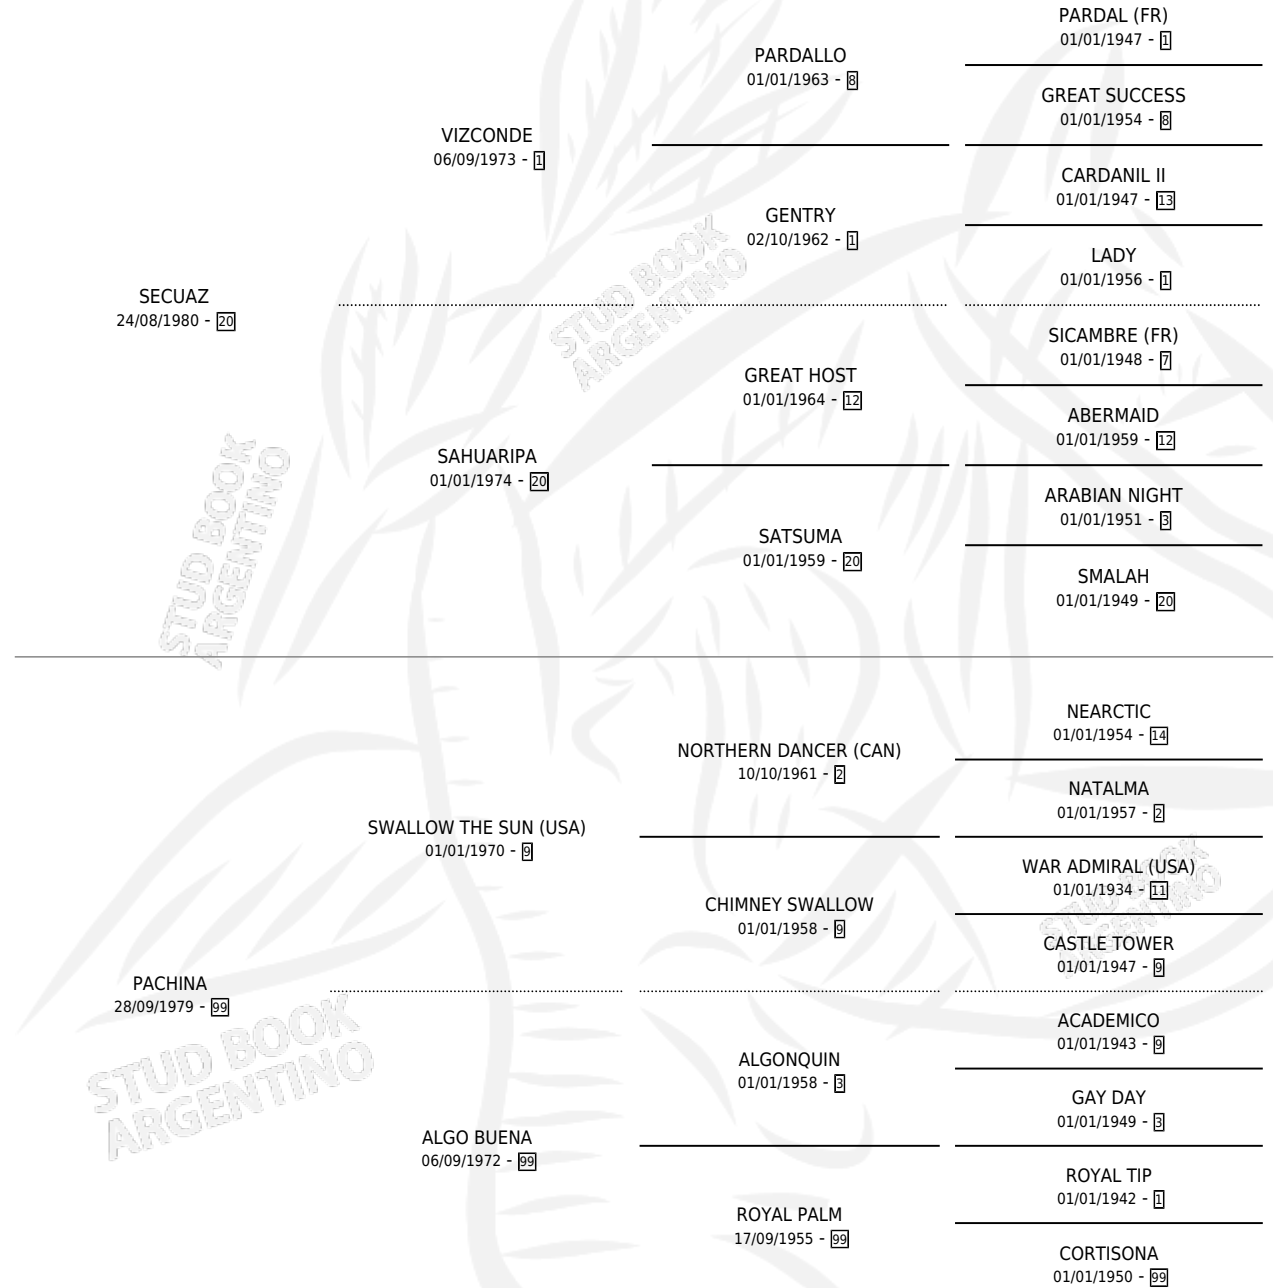 PARDAL (FR)
01/01/1947 - 1
PARDALLO
01/01/1963 - 8
GREAT SUCCESS
01/01/1954 - 8
VIZCONDE
06/09/1973 - 1
CARDANIL II
01/01/1947 - 13
GENTRY
02/10/1962 - 1
LADY
01/01/1956 - 1
SECUAZ
24/08/1980 - 20
SICAMBRE (FR)
01/01/1948 - 7
GREAT HOST
01/01/1964 - 12
ABERMAID
01/01/1959 - 12
SAHUARIPA
01/01/1974 - 20
ARABIAN NIGHT
01/01/1951 - 3
SATSUMA
01/01/1959 - 20
SMALAH
01/01/1949 - 20
STUD BOOK
ARGENTINO
STUD BOOK
ARGENTINO
NEARCTIC
01/01/1954 - 14
NORTHERN DANCER (CAN)
10/10/1961 - 2
NATALMA
01/01/1957 - 2
SWALLOW THE SUN (USA)
01/01/1970 - 9
WAR ADMIRAL (USA)
01/01/1934 - 11
CHIMNEY SWALLOW
01/01/1958 - 9
CASTLE TOWER
01/01/1947 - 9
PACHINA
28/09/1979 - 99
ACADEMICO
01/01/1943 - 9
ALGONQUIN
01/01/1958 - 3
GAY DAY
01/01/1949 - 3
ALGO BUENA
06/09/1972 - 99
ROYAL TIP
01/01/1942 - 1
ROYAL PALM
17/09/1955 - 99
CORTISONA
01/01/1950 - 99
STUD BOOK
ARGENTINO
STUD BOOK
ARGENTINO